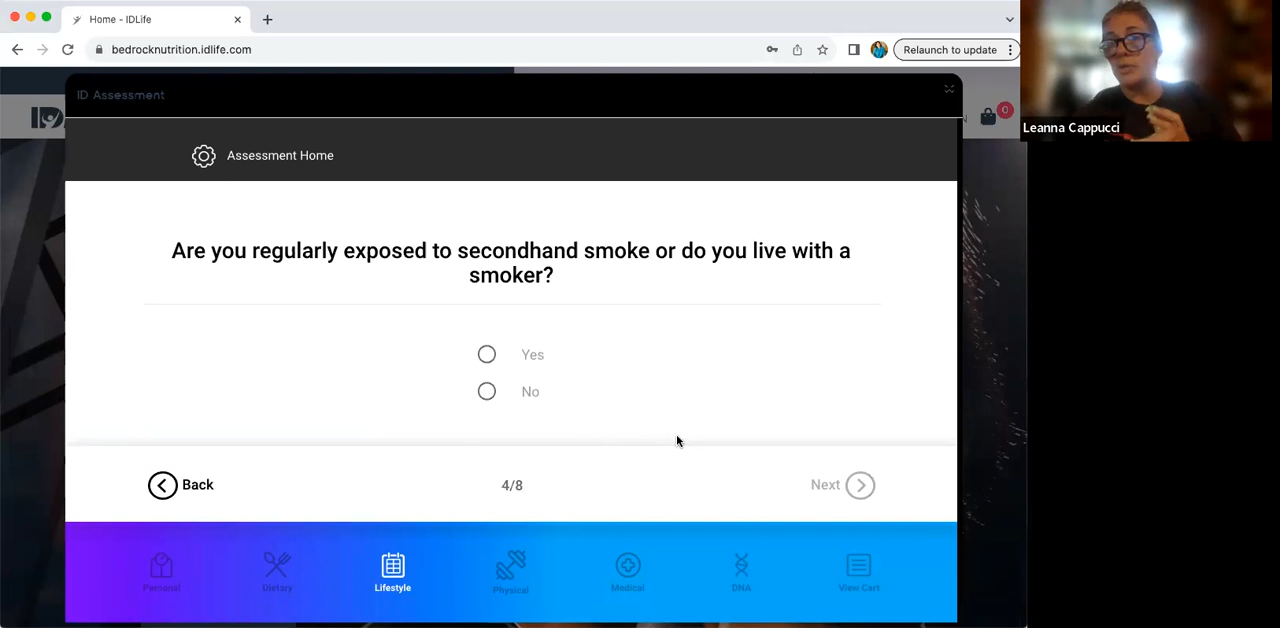 Home - IDLife
bedrocknutrition.idlife.com
Relaunch to update
ID Assessment
0
Leanna Cappucci
Assessment Home
Are you regularly exposed to secondhand smoke or do you live with a
smoker?
Yes
No
Back
4/8
Next
Personal
Dietary
Lifestyle
Physical
Medical
DNA
View Cart